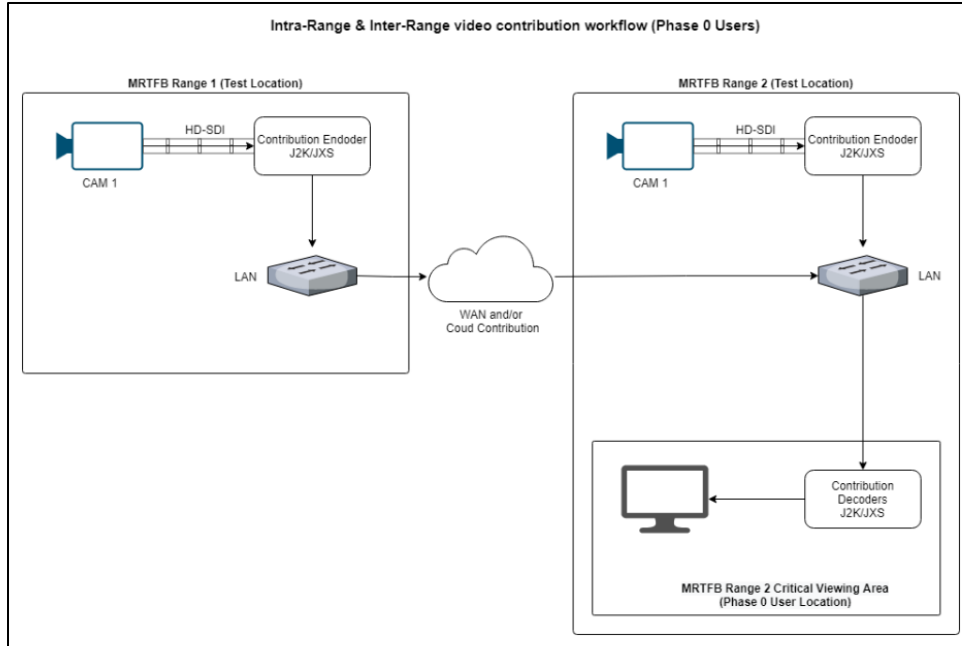 Intra-Range & Inter-Range video contribution workflow (Phase 0 Users)
MRTFB Range 1 (Test Location)
HD-SDI
CAM 1
Contribution Endoder
J2K/JXS
LAN
WAN and/or
Coud Contribution
MRTFB Range 2 (Test Location)
HD-SDI
CAM 1
Contribution Endoder
J2K/JXS
LAN
Contribution
Decoders
J2K/JXS
MRTFB Range 2 Critical Viewing Area
(Phase 0 User Location)